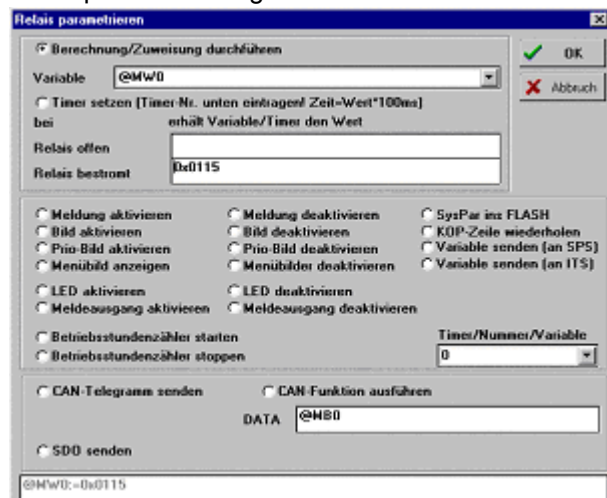 Relais parametrieren
Berechnung/Zuweisung durchführen
OK
Variable @MW0
Abbruch
Timer setzen (Timer-Nr. unten eintragen! Zeit=Wert*100ms)
bei erhält Variable/Timer den Wert
Relais offen
Relais bestromt 0x0115
Meldung aktivieren Meldung deaktivieren SysPar ins FLASH
Bild aktivieren Bild deaktivieren KOP-Zeile wiederholen
Prio-Bild aktivieren Prio-Bild deaktivieren Variable senden (an SPS)
Menübild anzeigen Menübilder deaktivieren Variable senden (an ITS)
LED aktivieren LED deaktivieren
Meldeausgang aktivieren Meldeausgang deaktivieren
Betriebsstundenzähler starten Timer/Nummer/Variable
Betriebsstundenzähler stoppen 0
CAN-Telegramm senden CAN-Funktion ausführen
DATA @MB0
SDO senden
@MW0:=0x0115